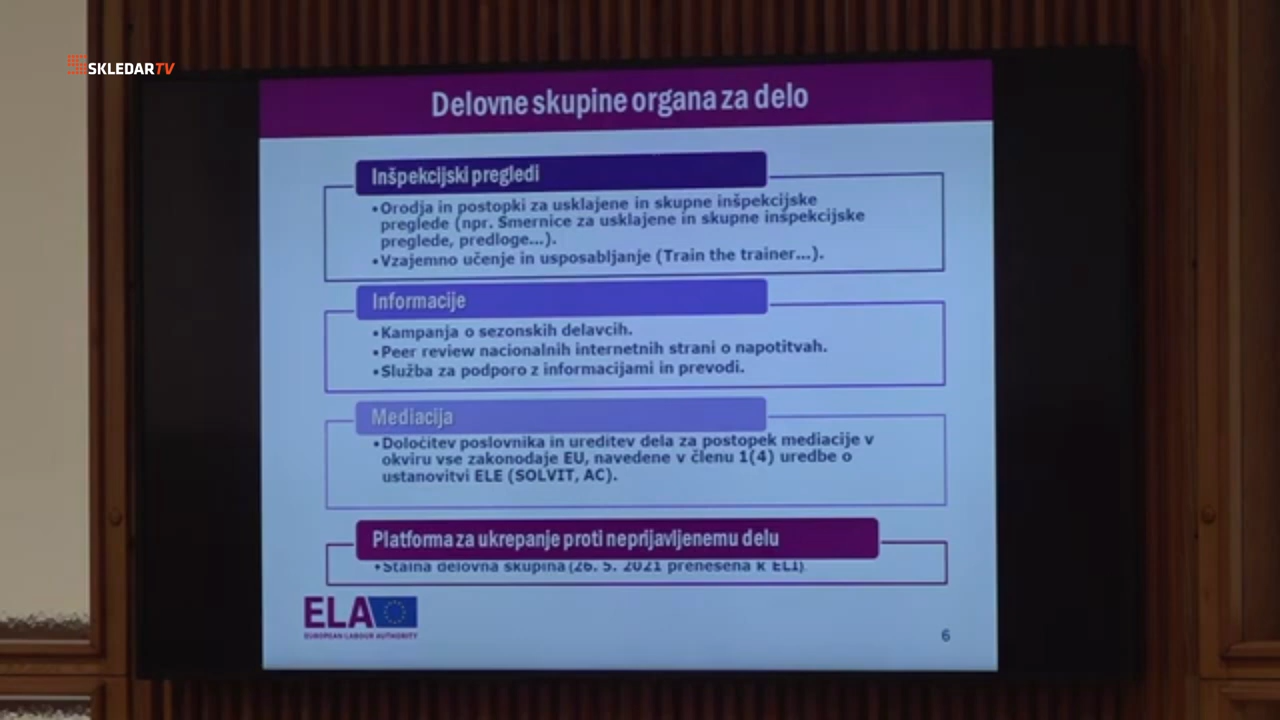 SKLEDARTV
Delovne skupine organa za delo
Inšpekcijski pregledi
•Orodja in postopki za usklajene in skupne inšpekcijske
preglede (npr. Smernice za usklajene in skupne inšpekcijske
preglede, predloge...).
•Vzajemno učenje in usposabljanje (Train the trainer...).
Informacije
•Kampanja o sezonskih delavcih.
•Peer review nacionalnih internetnih strani o napotitvah.
•Služba za podporo z informacijami in prevodi.
Mediacija
•Določitev poslovnika in ureditev dela za postopek mediacije v
okviru vse zakonodaje EU, navedene v členu 1(4) uredbe o
ustanovitvi ELE (SOLVIT, AC).
Platforma za ukrepanje proti neprijavljenemu delu
•Stalna delovna skupina (26. 5. 2021 prenesena k ELI)
ELA
EUROPEAN LABOUR AUTHORITY
6